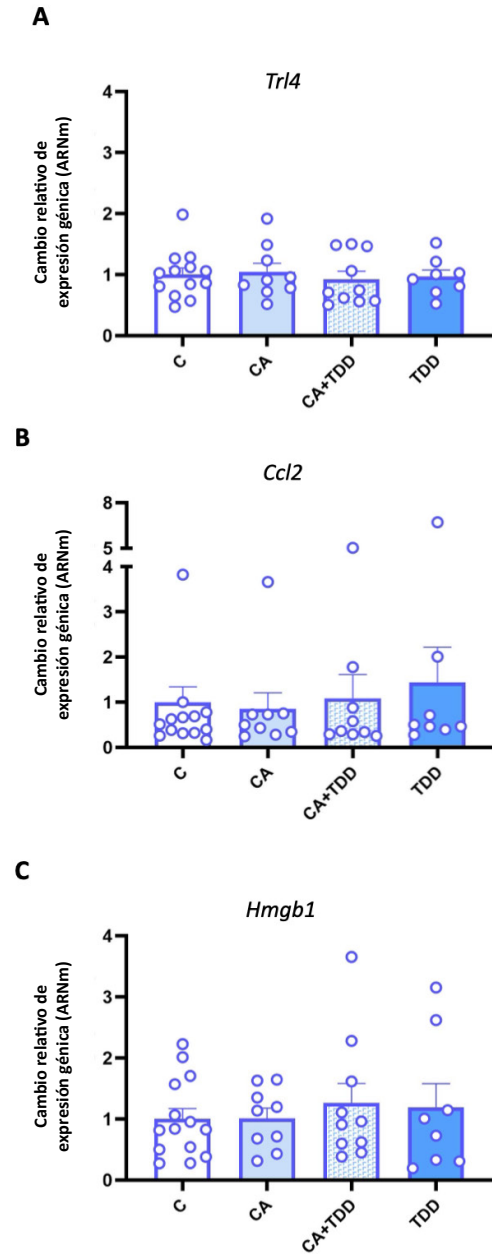 A
Trl4
Cambio relativo de
expresión génica (ARNm)
4
3
2
1
0
C
CA
CA+TDD
TDD
B
Ccl2
Cambio relativo de
expresión génica (ARNm)
8
5
4
3
2
1
0
C
CA
CA+TDD
TDD
C
Hmgb1
Cambio relativo de
expresión génica (ARNm)
4
3
2
1
0
C
CA
CA+TDD
TDD